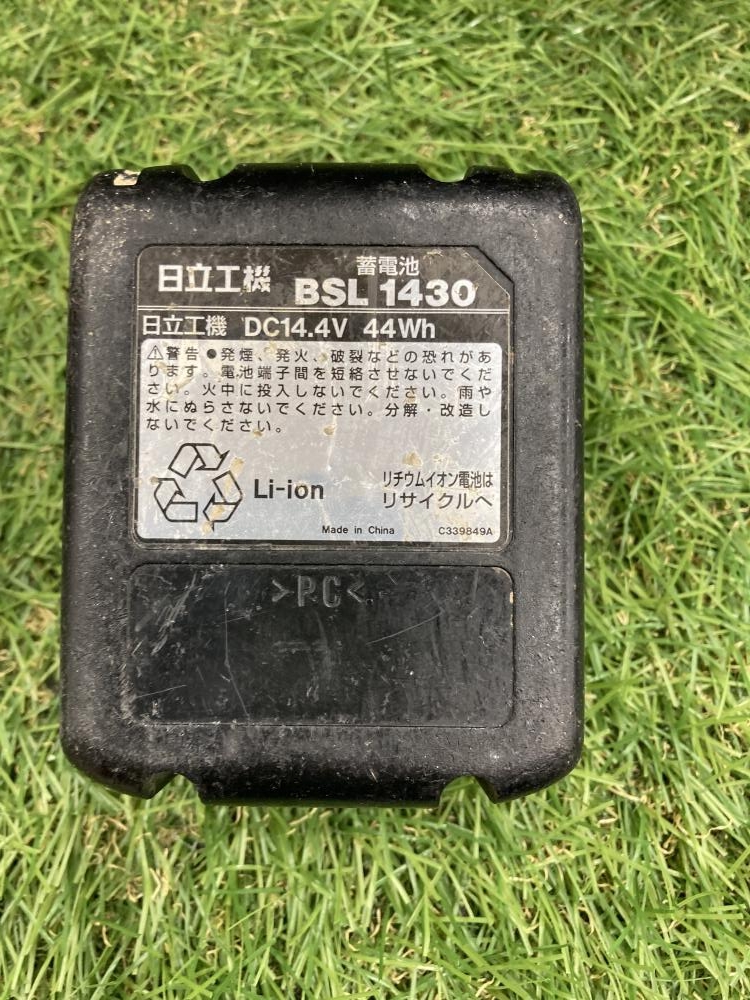 日立工機 蓄電池
BSL 1430
日立工機 DC14.4V 44Wh
⚠警告 ●発煙、発火、破裂などの恐れがあ
ります。電池端子間を短絡させないでくだ
さい。火中に投入しないでください。雨や
水にぬらさないでください。分解・改造し
ないでください。
Li-ion
リチウムイオン電池は
リサイクルへ
Made in China C339849A
>PC<